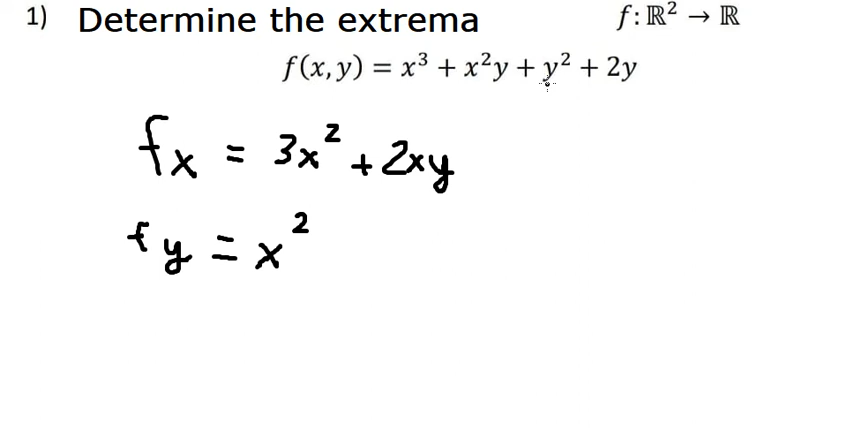 1) Determine the extrema f: ℝ² → ℝ
f(x, y) = x³ + x²y + y² + 2y
fx = 3x² + 2xy
fy = x²